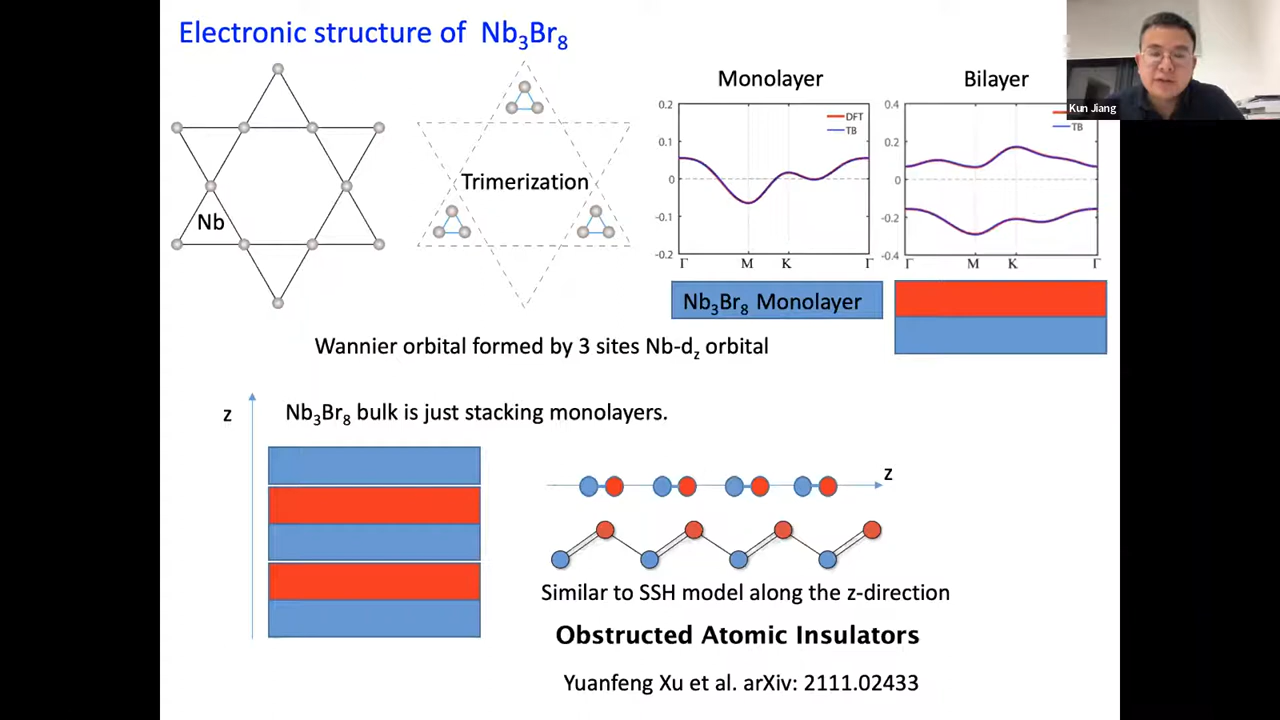 Electronic structure of Nb₃Br₈
Nb
Trimerization
Monolayer
0.2
0.1
0
-0.1
-0.2
DFT
TB
Γ M K Γ
Nb₃Br₈ Monolayer
Bilayer
0.4
0.2
0
-0.2
-0.4
TB
Γ M K Γ
Kun Jiang
Wannier orbital formed by 3 sites Nb-d_z orbital
z
Nb₃Br₈ bulk is just stacking monolayers.
z
Similar to SSH model along the z-direction
Obstructed Atomic Insulators
Yuanfeng Xu et al. arXiv: 2111.02433